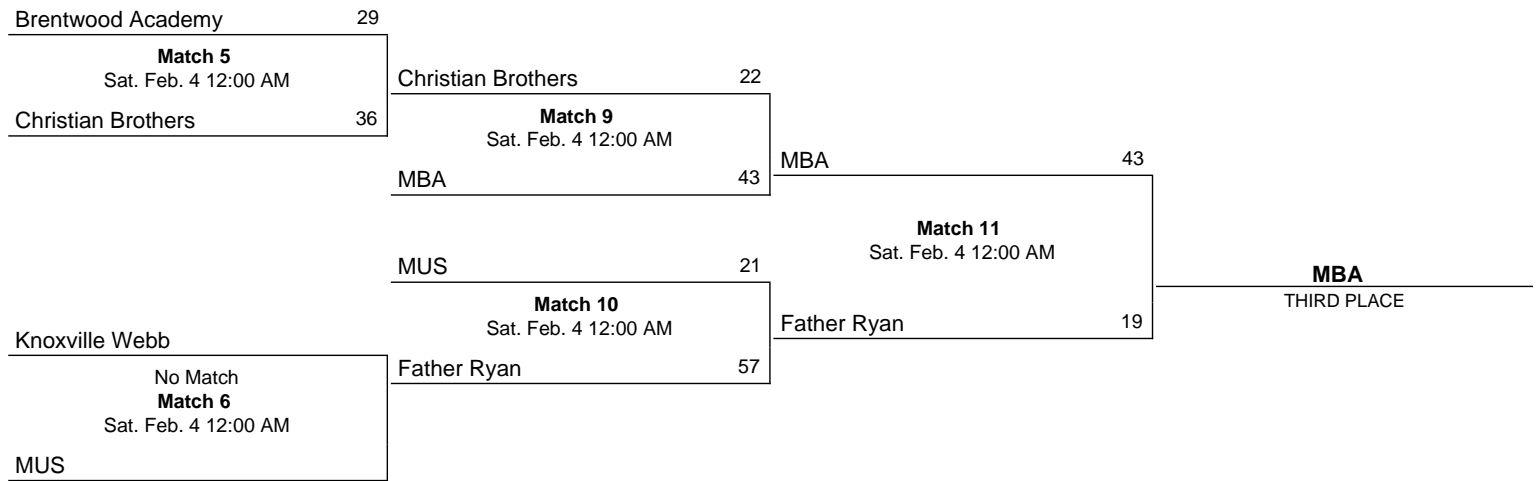 Brentwood Academy 29
Match 5
Sat. Feb. 4 12:00 AM
Christian Brothers 36
Christian Brothers 22
Match 9
Sat. Feb. 4 12:00 AM
MBA 43
MBA 43
Match 11
Sat. Feb. 4 12:00 AM
Father Ryan 19
MUS 21
Match 10
Sat. Feb. 4 12:00 AM
Father Ryan 57
Knoxville Webb
No Match
Match 6
Sat. Feb. 4 12:00 AM
MUS
MBA
THIRD PLACE